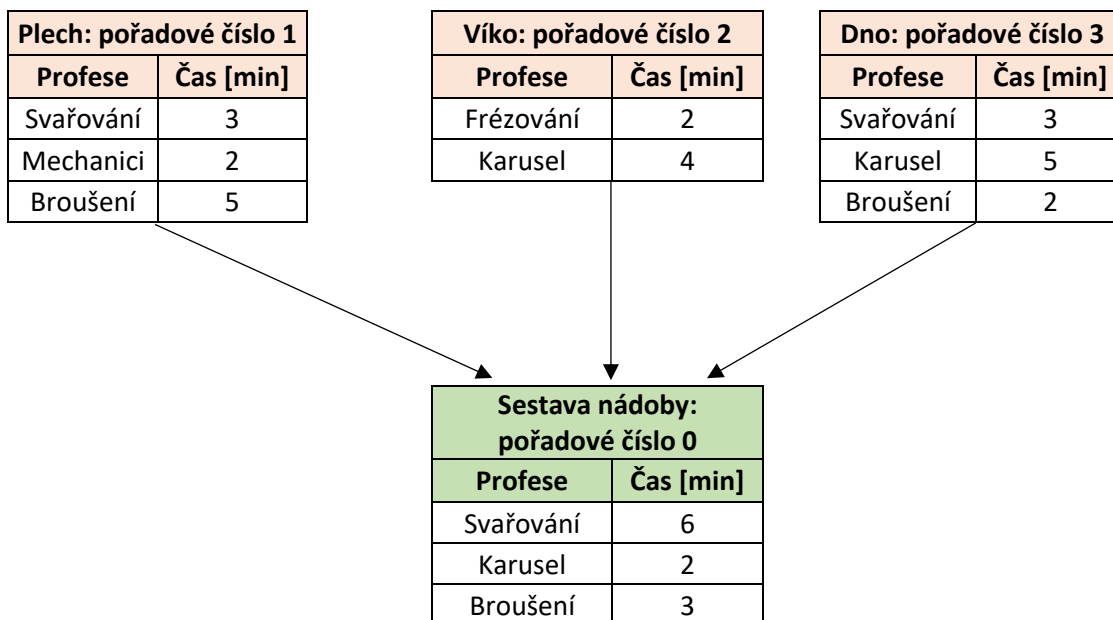 Plech: pořadové číslo 1
Profese Čas [min]
Svařování 3
Mechanici 2
Broušení 5
Víko: pořadové číslo 2
Profese Čas [min]
Frézování 2
Karusel 4
Dno: pořadové číslo 3
Profese Čas [min]
Svařování 3
Karusel 5
Broušení 2
Sestava nádoby:
pořadové číslo 0
Profese Čas [min]
Svařování 6
Karusel 2
Broušení 3